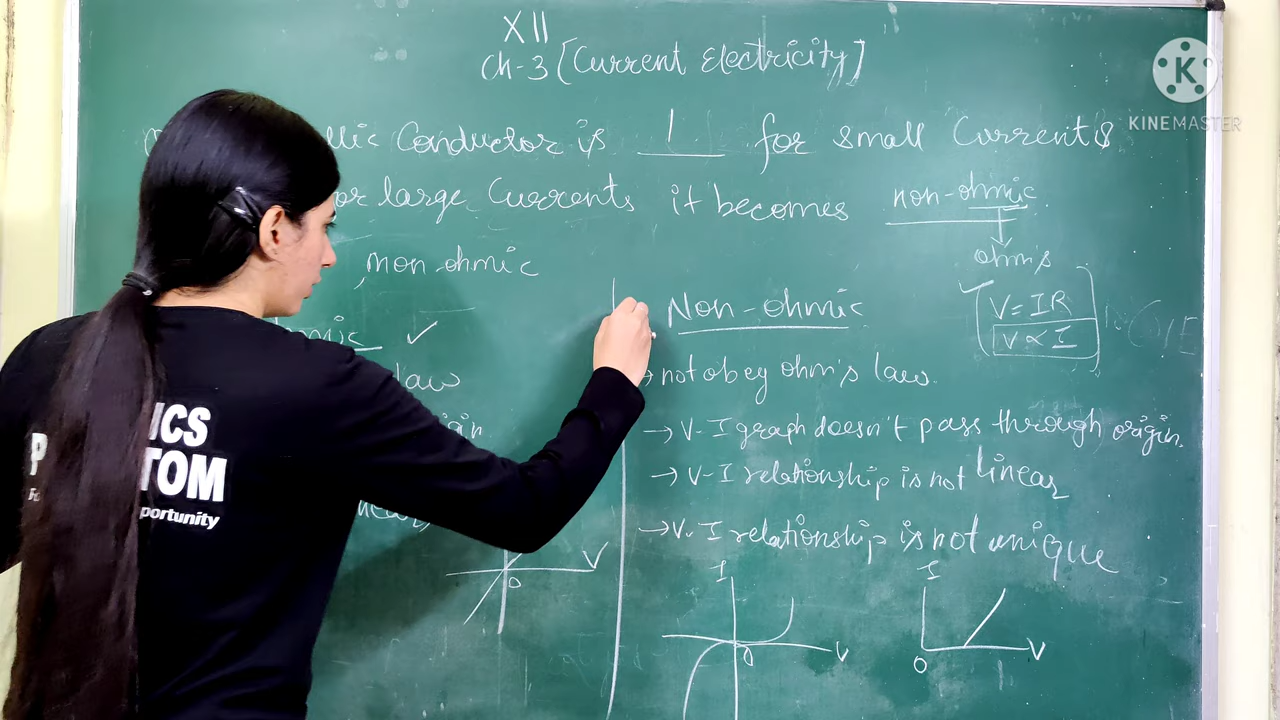 XII
Ch-3 [Current Electricity]
Conductor is 1 for small currents
large currents it becomes non-ohmic
ohm's
non-ohmic
Non-ohmic
V=IR
V ∝ I
✓
law
→ not obey ohm's law.
→ V-I graph doesn't pass through origin.
→ V-I relationship is not linear
→ V-I relationship is not unique
V
O
I
V
O
I
V
O
ICS
TOM
portunity
K
KINEMASTER